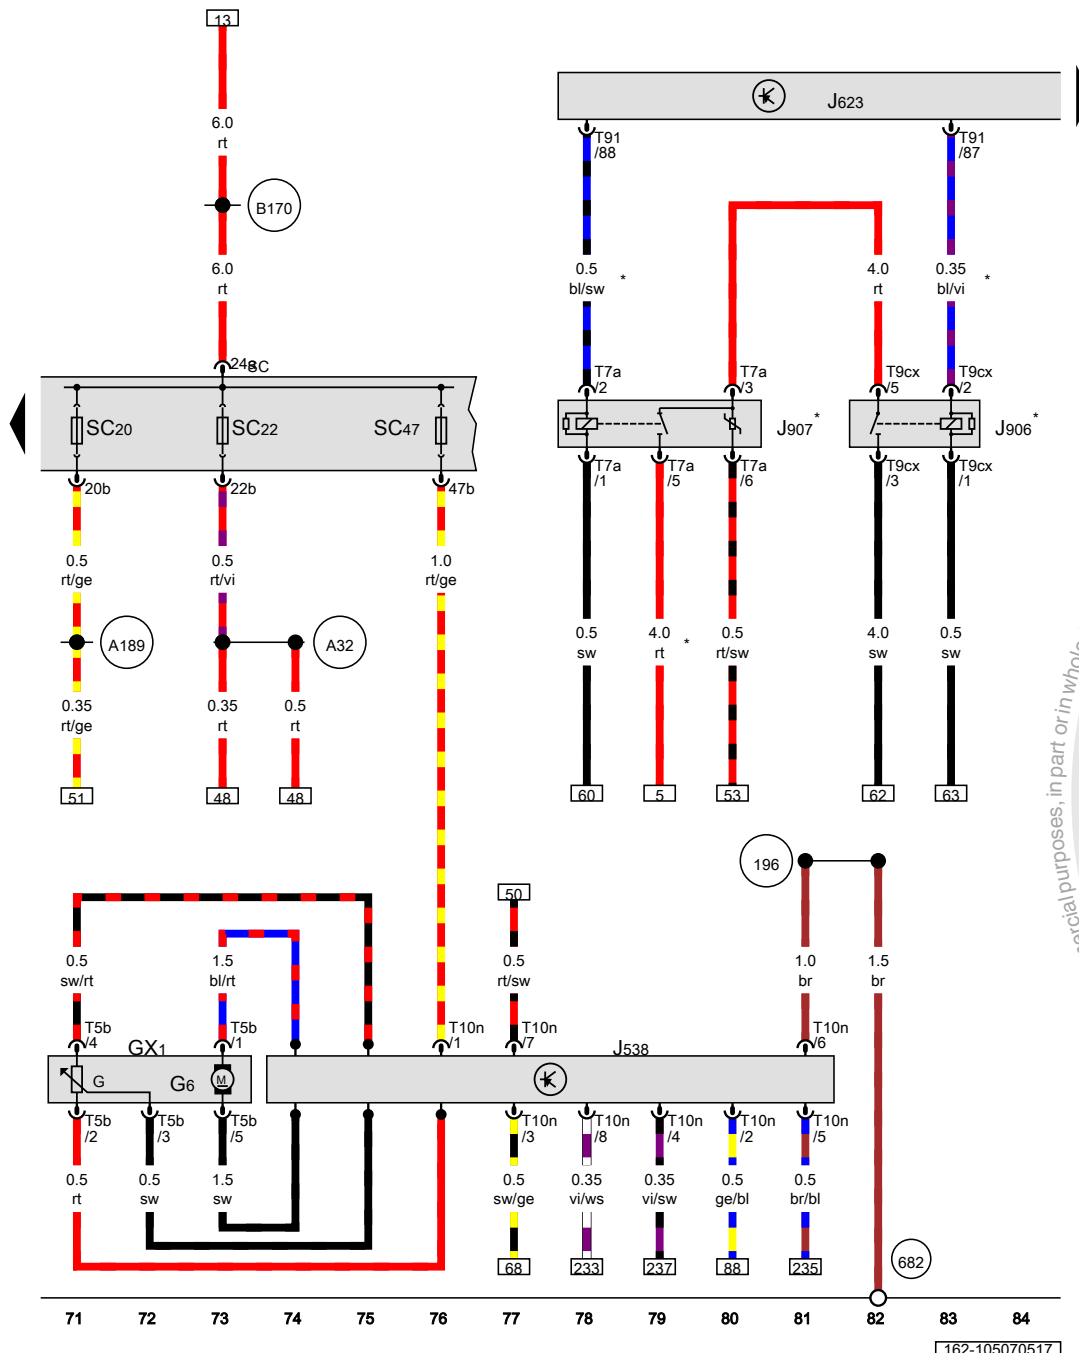 13
6.0
rt
B170
6.0
rt
24a
SC
SC20
SC22
SC47
20b
22b
47b
0.5
rt/ge
0.5
rt/vi
1.0
rt/ge
A189
A32
0.35
rt/ge
0.35
rt
0.5
rt
51
48
48
J623
T91
/88
T91
/87
0.5
bl/sw
*
4.0
rt
0.35
bl/vi
*
T7a
/2
T7a
/3
T9cx
/5
T9cx
/2
J907
*
J906
*
T7a
/1
T7a
/5
T7a
/6
T9cx
/3
T9cx
/1
0.5
sw
4.0
rt
*
0.5
rt/sw
4.0
sw
0.5
sw
60
5
53
62
63
196
50
0.5
sw/rt
1.5
bl/rt
0.5
rt/sw
1.0
br
1.5
br
T5b
/4
T5b
/1
T10n
/1
T10n
/7
T10n
/6
GX1
J538
G
G6
M
T5b
/2
T5b
/3
T5b
/5
T10n
/3
T10n
/8
T10n
/4
T10n
/2
T10n
/5
0.5
rt
0.5
sw
1.5
sw
0.5
sw/ge
0.35
vi/ws
0.35
vi/sw
0.5
ge/bl
0.5
br/bl
68
233
237
88
235
682
71 72 73 74 75 76 77 78 79 80 81 82 83 84
162-105070517
purposes, in part or in whole